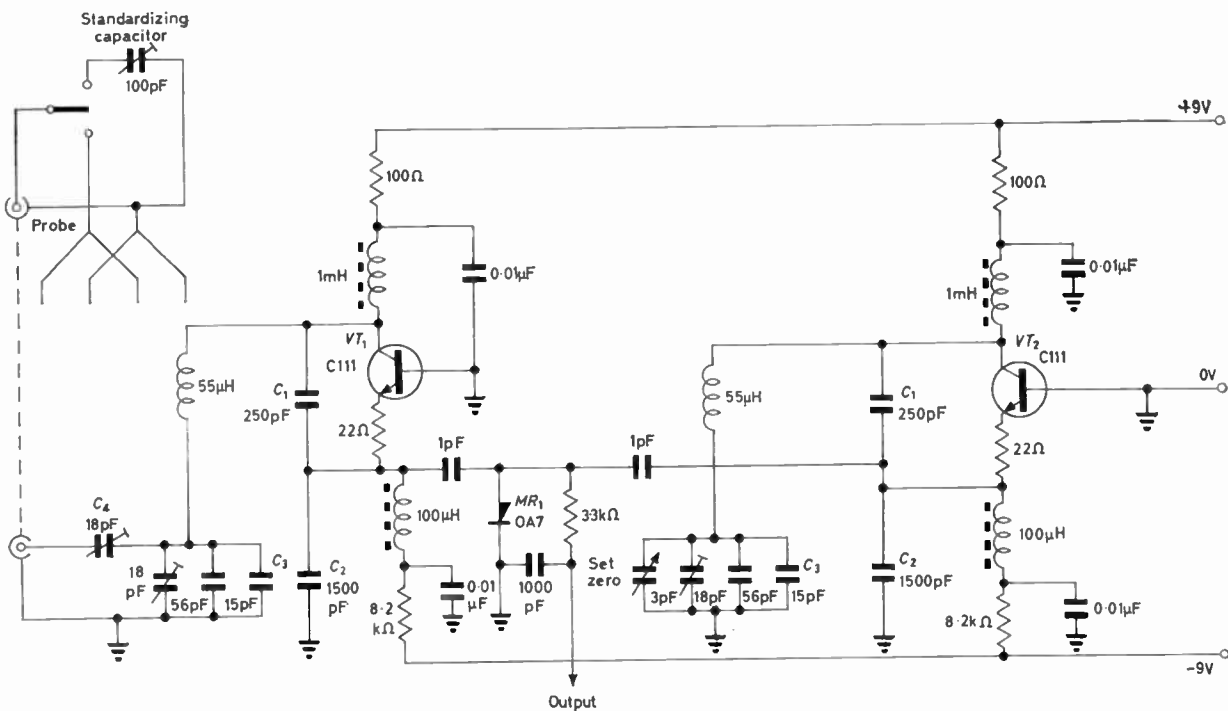 Standardizing
capacitor
100pF
Probe
+9V
100Ω
100Ω
1mH
0·01μF
1mH
0·01μF
VT1
C111
VT2
C111
0V
55μH
C1
250pF
55μH
C1
250pF
22Ω
22Ω
1pF
1pF
C4
18pF
100μH
MR1
OA7
33kΩ
100μH
18
pF
56pF
15pF
C3
C2
1500
pF
8·2
kΩ
0·01
μF
1000
pF
Set
zero
3pF
18pF
56pF
15pF
C3
C2
1500pF
8·2kΩ
0·01μF
-9V
Output